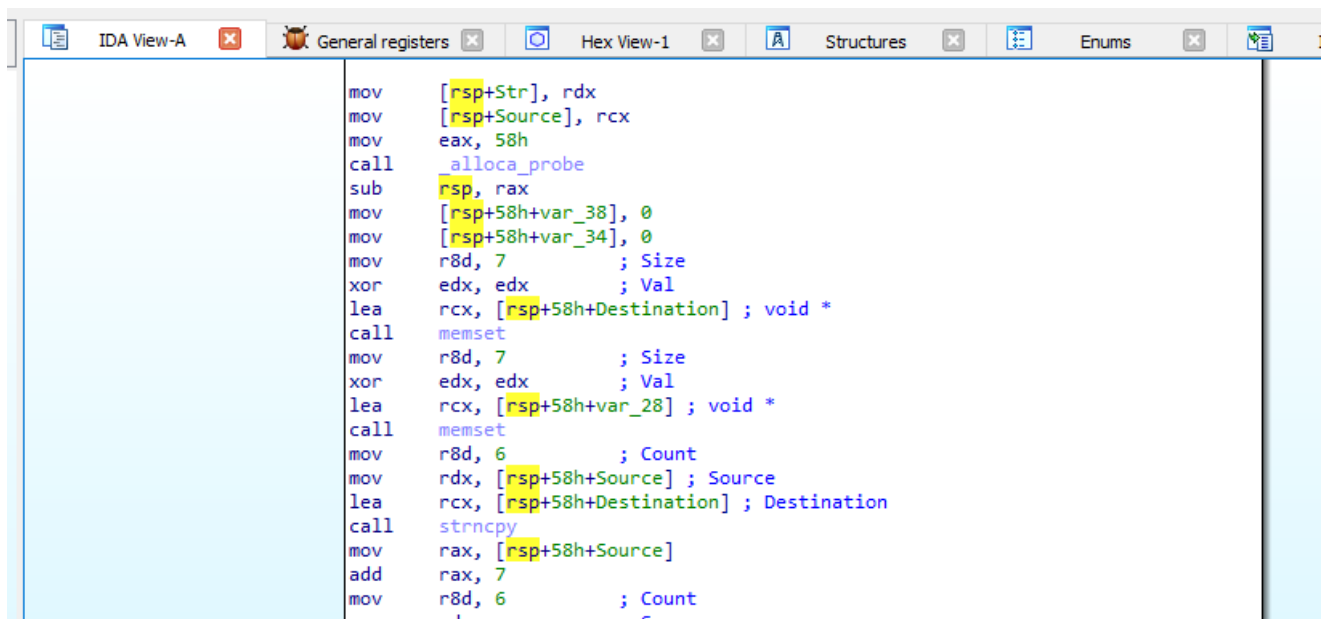 IDA View-A General registers Hex View-1 Structures Enums
mov [rsp+Str], rdx
mov [rsp+Source], rcx
mov eax, 58h
call _alloca_probe
sub rsp, rax
mov [rsp+58h+var_38], 0
mov [rsp+58h+var_34], 0
mov r8d, 7 ; Size
xor edx, edx ; Val
lea rcx, [rsp+58h+Destination] ; void *
call memset
mov r8d, 7 ; Size
xor edx, edx ; Val
lea rcx, [rsp+58h+var_28] ; void *
call memset
mov r8d, 6 ; Count
mov rdx, [rsp+58h+Source] ; Source
lea rcx, [rsp+58h+Destination] ; Destination
call strncpy
mov rax, [rsp+58h+Source]
add rax, 7
mov r8d, 6 ; Count